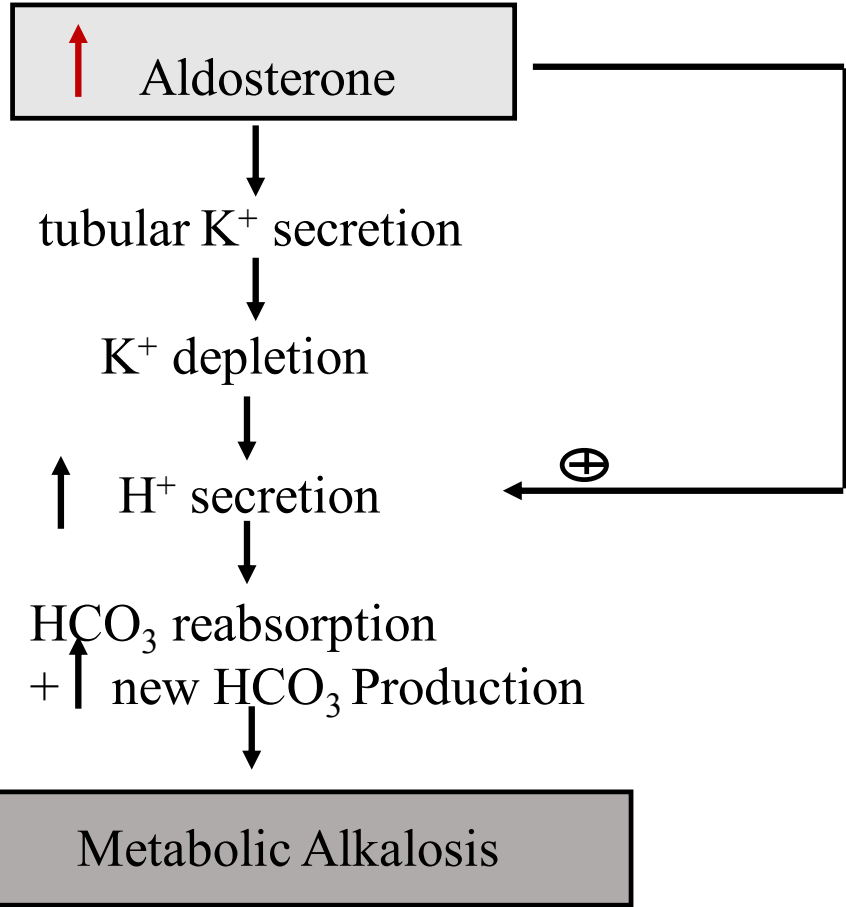 Aldosterone
tubular K⁺ secretion
K⁺ depletion
H⁺ secretion
HCO₃ reabsorption
+ new HCO₃ Production
Metabolic Alkalosis